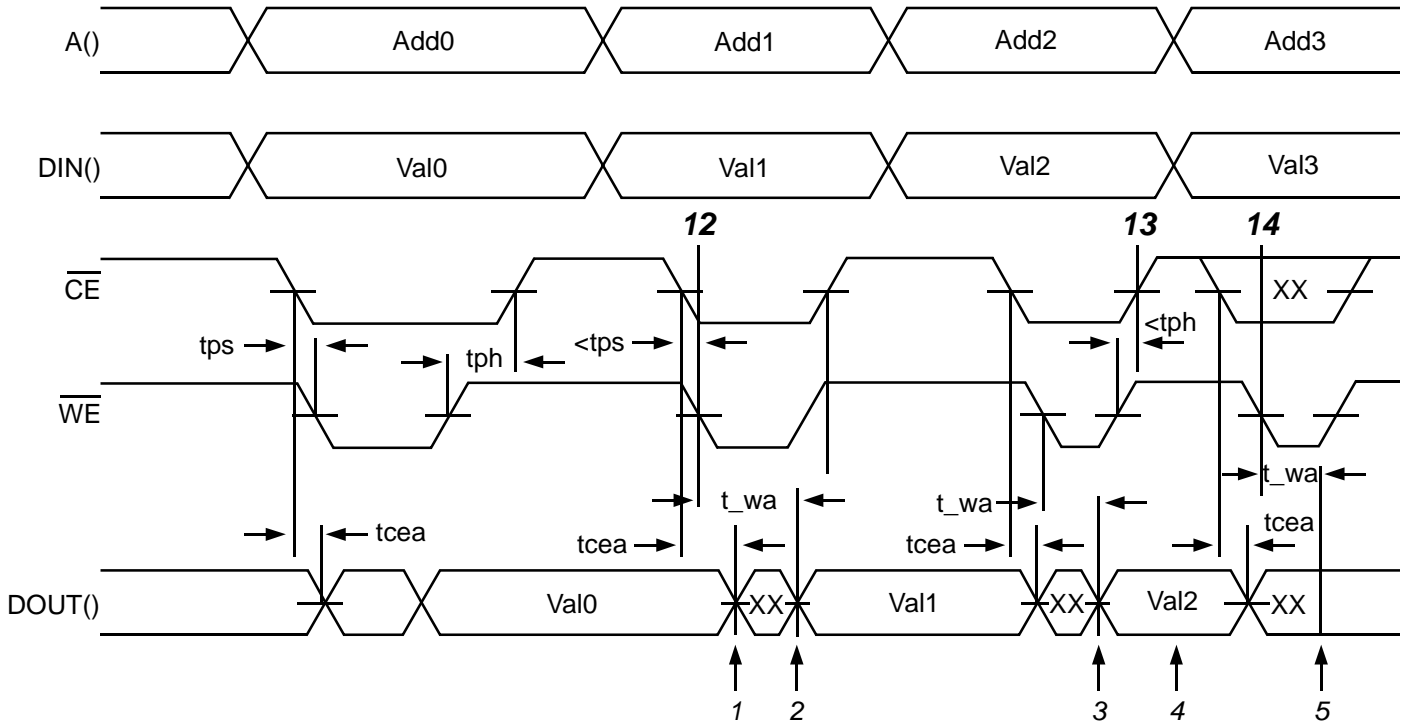 A() Add0 Add1 Add2 Add3
DIN() Val0 Val1 Val2 Val3
12 13 14
CE XX
tps tph <tps <tph
WE
t_wa t_wa t_wa
tcea tcea tcea tcea
DOUT() Val0 XX Val1 XX Val2 XX
1 2 3 4 5